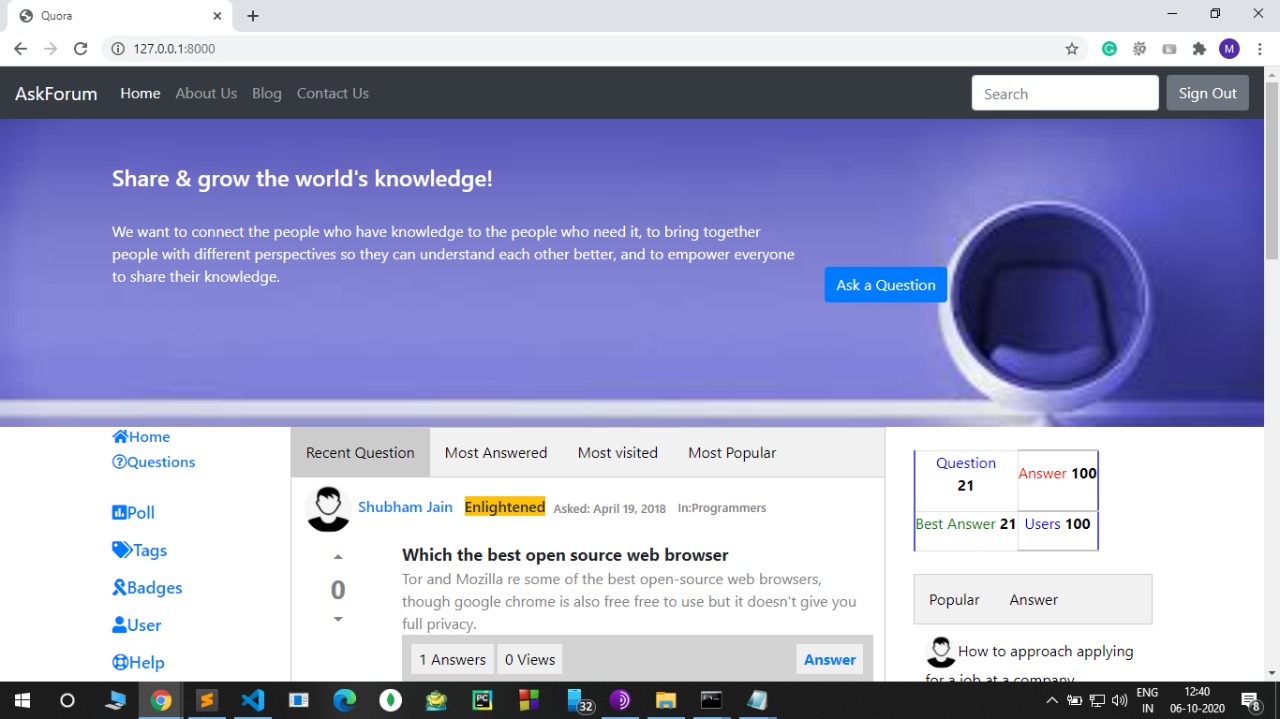 Quora
127.0.0.1:8000
M
AskForum Home About Us Blog Contact Us Search Sign Out
Share & grow the world's knowledge!
We want to connect the people who have knowledge to the people who need it, to bring together
people with different perspectives so they can understand each other better, and to empower everyone
to share their knowledge.
Ask a Question
Home
Questions
Poll
Tags
Badges
User
Help
Recent Question Most Answered Most visited Most Popular
Shubham Jain Enlightened Asked: April 19, 2018 In:Programmers
Which the best open source web browser
0
Tor and Mozilla re some of the best open-source web browsers,
though google chrome is also free free to use but it doesn't give you
full privacy.
1 Answers 0 Views Answer
Question
21
Answer 100
Best Answer 21 Users 100
Popular Answer
How to approach applying
for a job at a company
PC
32
ENG
IN
12:40
06-10-2020
8